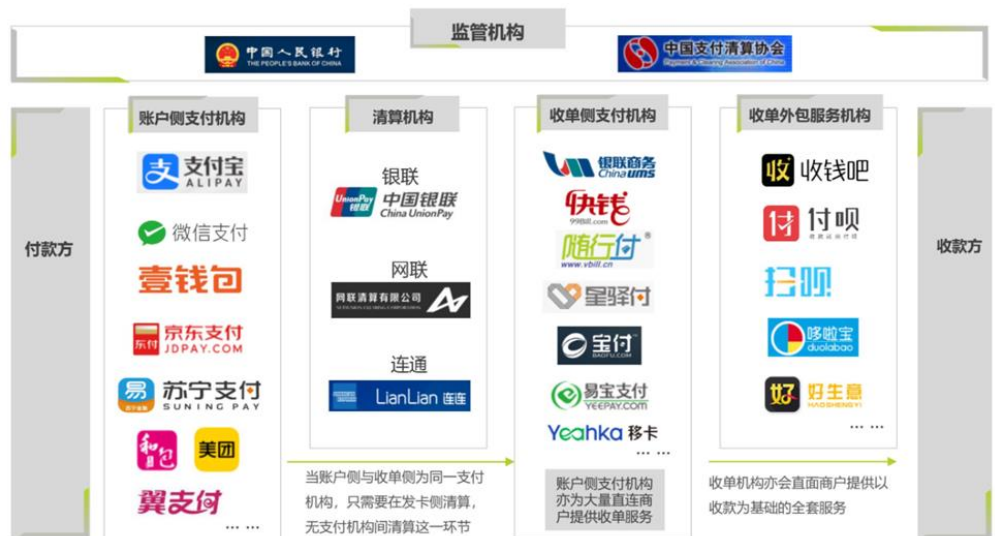 监管机构
中国人民银行
THE PEOPLE'S BANK OF CHINA
中国支付清算协会
Payment & Clearing Association of China
付款方
账户侧支付机构
支 支付宝
ALIPAY
微信支付
壹钱包
东付 京东支付
JDPAY.COM
易 苏宁支付
SUNING PAY
和包
美团
翼支付
… …
清算机构
银联
UnionPay 银联 中国银联
China UnionPay
网联
网联清算有限公司
连通
LianLian 连连
当账户侧与收单侧为同一支付
机构，只需要在发卡侧清算，
无支付机构间清算这一环节
收单侧支付机构
银联商务
China ums
快钱
99Bill.com
随行付®
www.vbill.cn
星驿付
宝付
BAOFU.COM
易宝支付
YEEPAY.COM
Yeahka 移卡
… …
账户侧支付机构
亦为大量直连商
户提供收单服务
收单外包服务机构
收 收钱吧
付 付呗
扫呗
哆啦宝
duolabao
好 好生意
HAOSHENGYI
… …
收单机构亦会直面商户提供以
收款为基础的全套服务
收款方